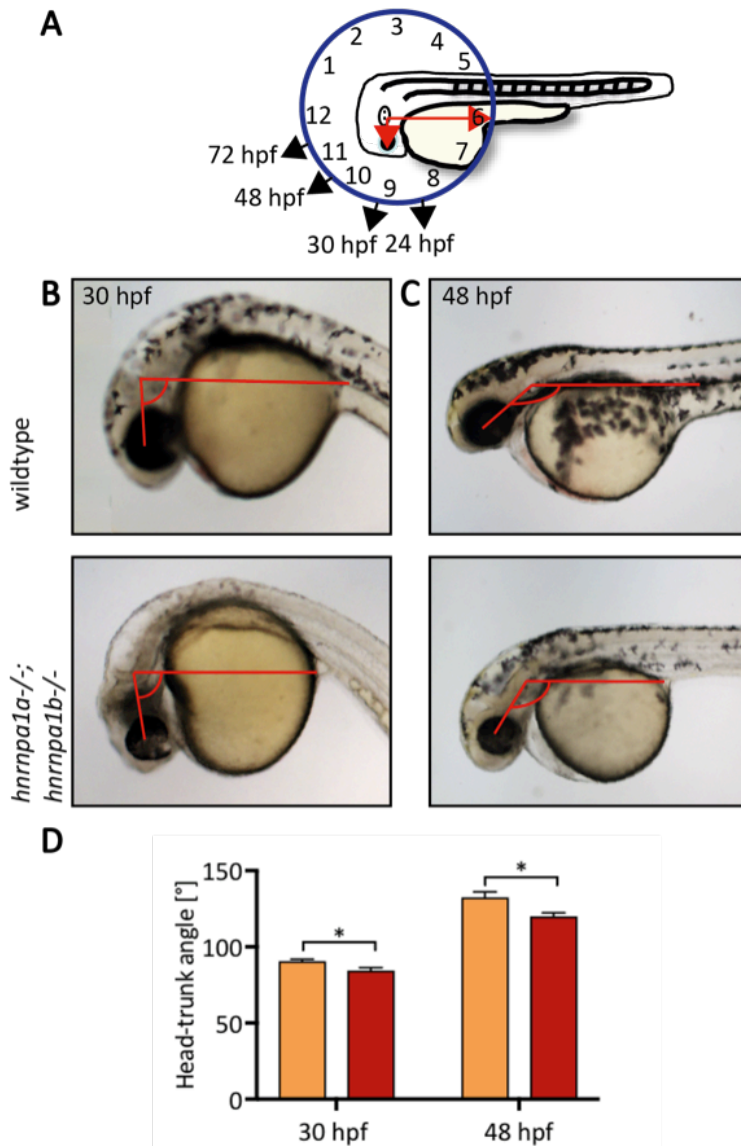 A
3
2
4
1
5
12
6
72 hpf
11
7
48 hpf
10
9
8
30 hpf 24 hpf
B
30 hpf
C
48 hpf
wildtype
hnrnpa1a-/-;
hnrnpa1b-/-
D
Head-trunk angle [°]
150
100
50
0
*
*
30 hpf
48 hpf